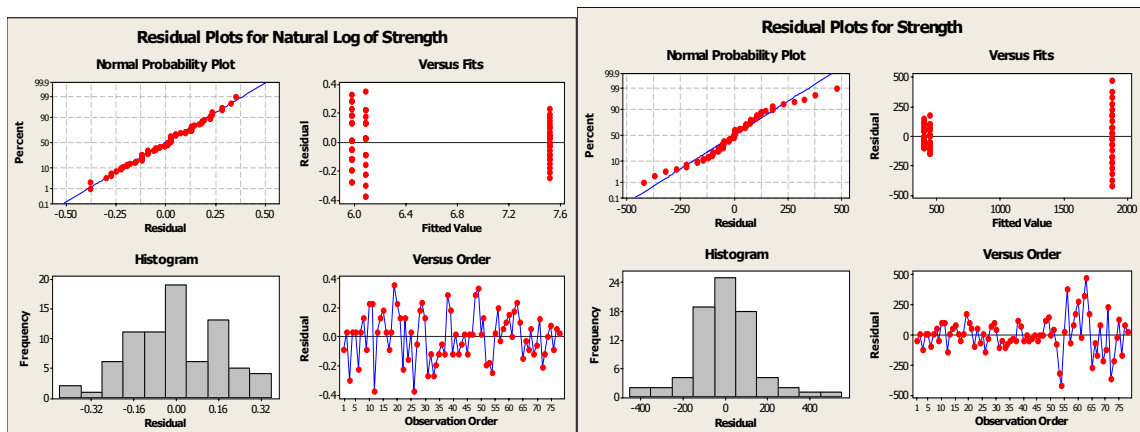 Residual Plots for Natural Log of Strength
Normal Probability Plot
99.9
99
90
50
10
1
0.1
Percent
-0.50 -0.25 0.00 0.25 0.50
Residual
Versus Fits
0.4
0.2
0.0
-0.2
-0.4
Residual
6.0 6.4 6.8 7.2 7.6
Fitted Value
Histogram
20
15
10
5
0
Frequency
-0.32 -0.16 0.00 0.16 0.32
Residual
Versus Order
0.4
0.2
0.0
-0.2
-0.4
Residual
1 5 10 15 20 25 30 35 40 45 50 55 60 65 70 75
Observation Order
Residual Plots for Strength
Normal Probability Plot
99.9
99
90
50
10
1
0.1
Percent
-500 -250 0 250 500
Residual
Versus Fits
500
250
0
-250
-500
Residual
500 1000 1500 2000
Fitted Value
Histogram
24
18
12
6
0
Frequency
-400 -200 0 200 400
Residual
Versus Order
500
250
0
-250
-500
Residual
1 5 10 15 20 25 30 35 40 45 50 55 60 65 70 75
Observation Order